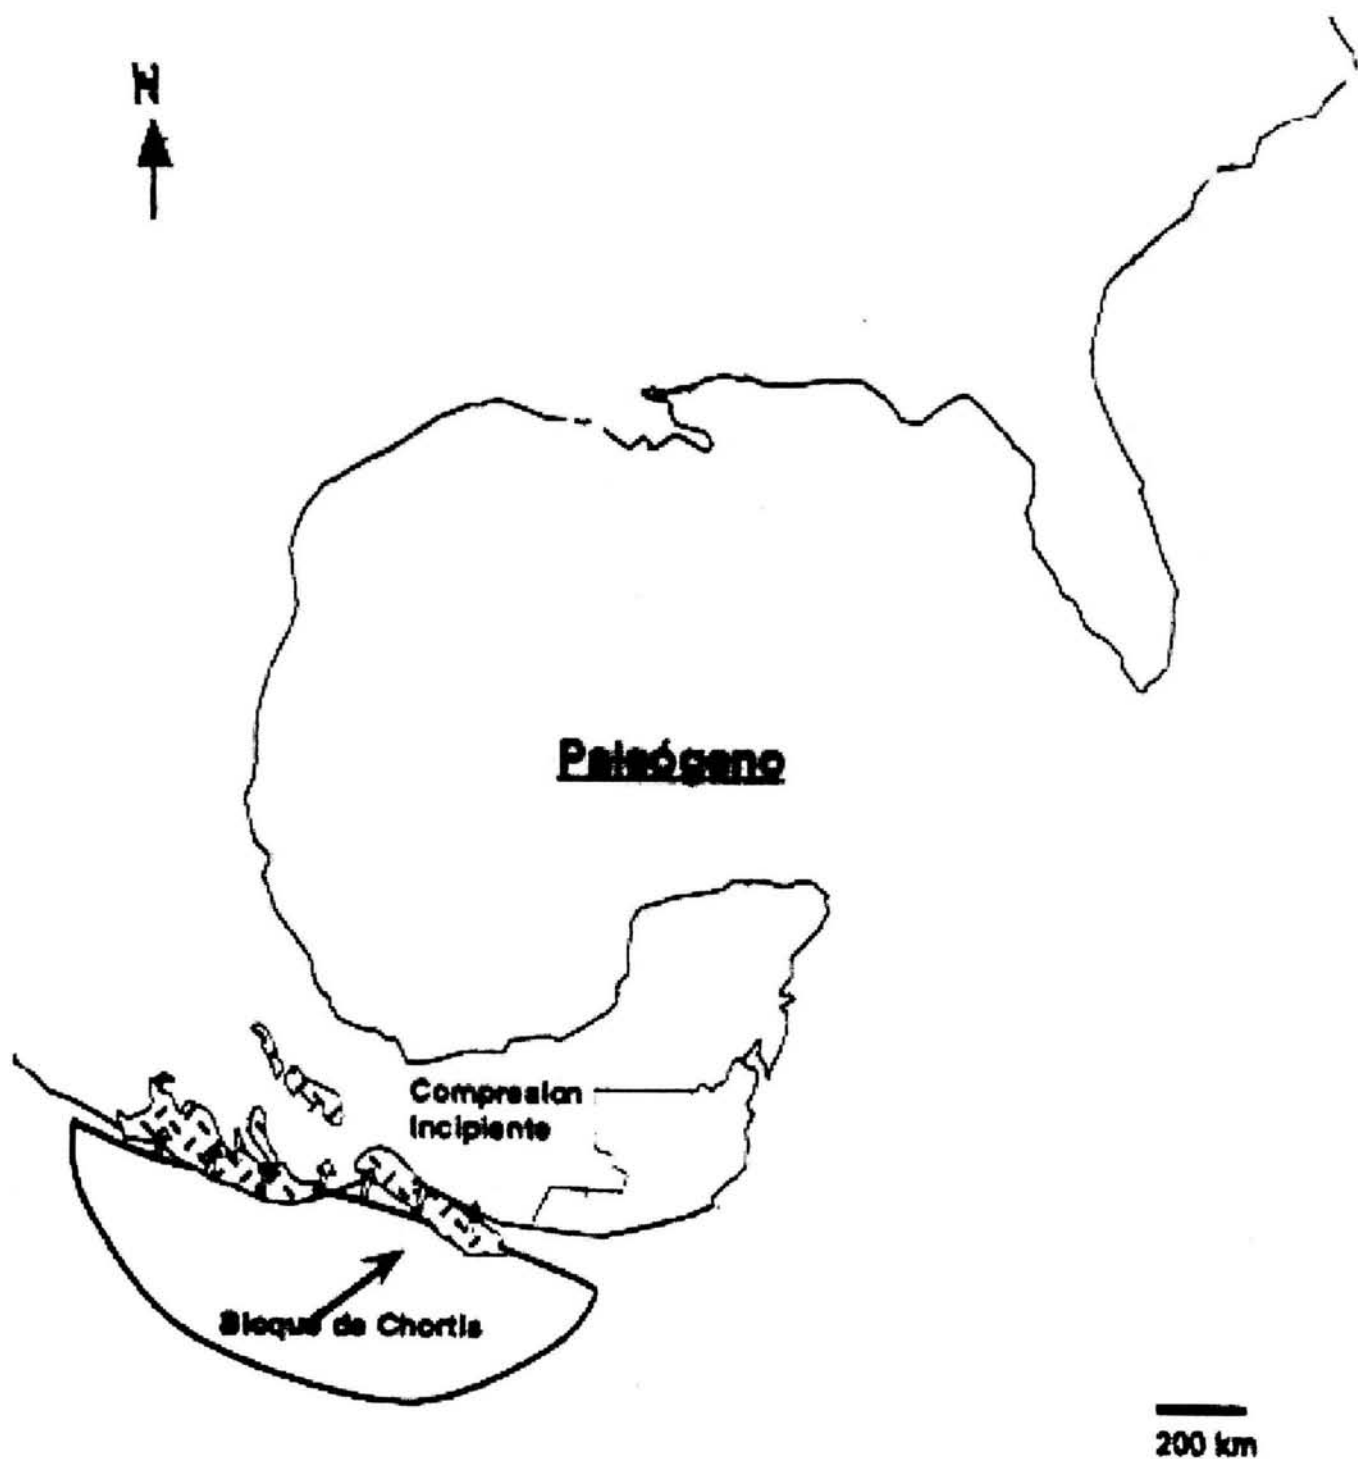 N
Paleógeno
Compresion
Incipiente
Bloque de Chortis
200 km